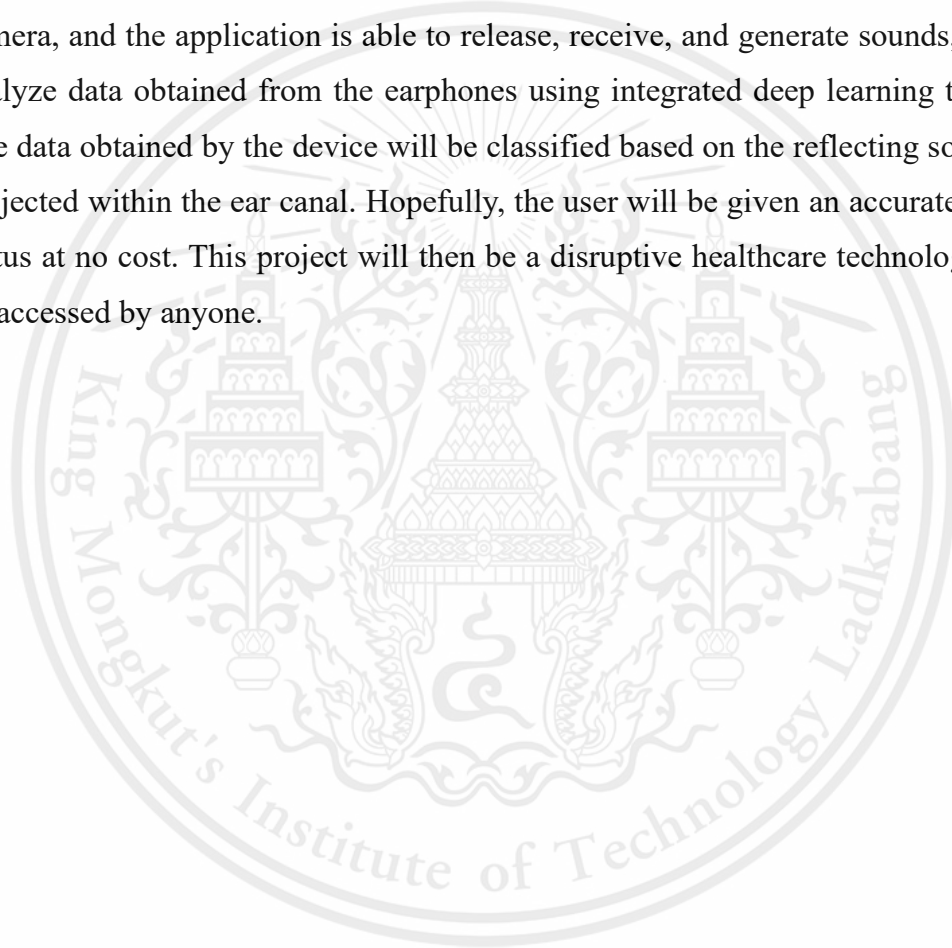 mera, and the application is able to release, receive, and generate sounds,
alyze data obtained from the earphones using integrated deep learning t
e data obtained by the device will be classified based on the reflecting so
jected within the ear canal. Hopefully, the user will be given an accurate
tus at no cost. This project will then be a disruptive healthcare technolog
accessed by anyone.
King Mongkut's Institute of Technology Ladkrabang